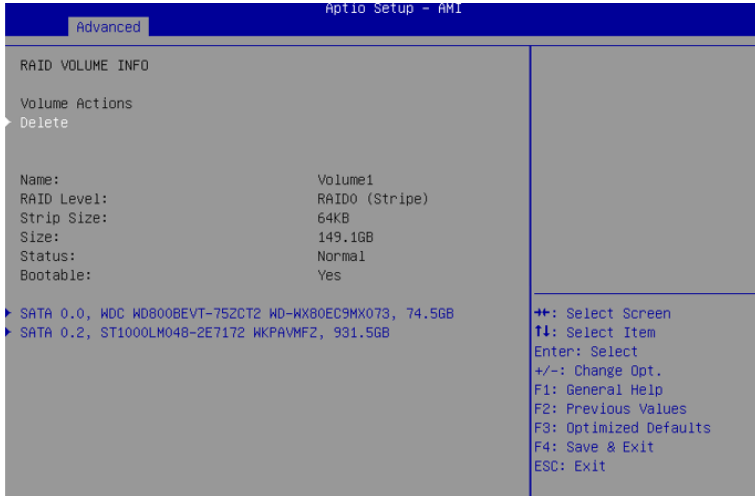 Aptio Setup - AMI
Advanced
RAID VOLUME INFO
Volume Actions
Delete
Name: Volume1
RAID Level: RAID0 (Stripe)
Strip Size: 64KB
Size: 149.1GB
Status: Normal
Bootable: Yes
SATA 0.0, WDC WD800BEVT-75ZCT2 WD-WX80EC9MX073, 74.5GB
SATA 0.2, ST1000LM048-2E7172 WKPAVMFZ, 931.5GB
→←: Select Screen
↑↓: Select Item
Enter: Select
+/-: Change Opt.
F1: General Help
F2: Previous Values
F3: Optimized Defaults
F4: Save & Exit
ESC: Exit